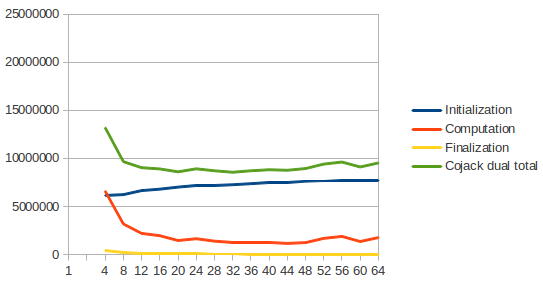 25000000
20000000
15000000
10000000
5000000
0
1 4 8 12 16 20 24 28 32 36 40 44 48 52 56 60 64
Initialization
Computation
Finalization
Cojack dual total